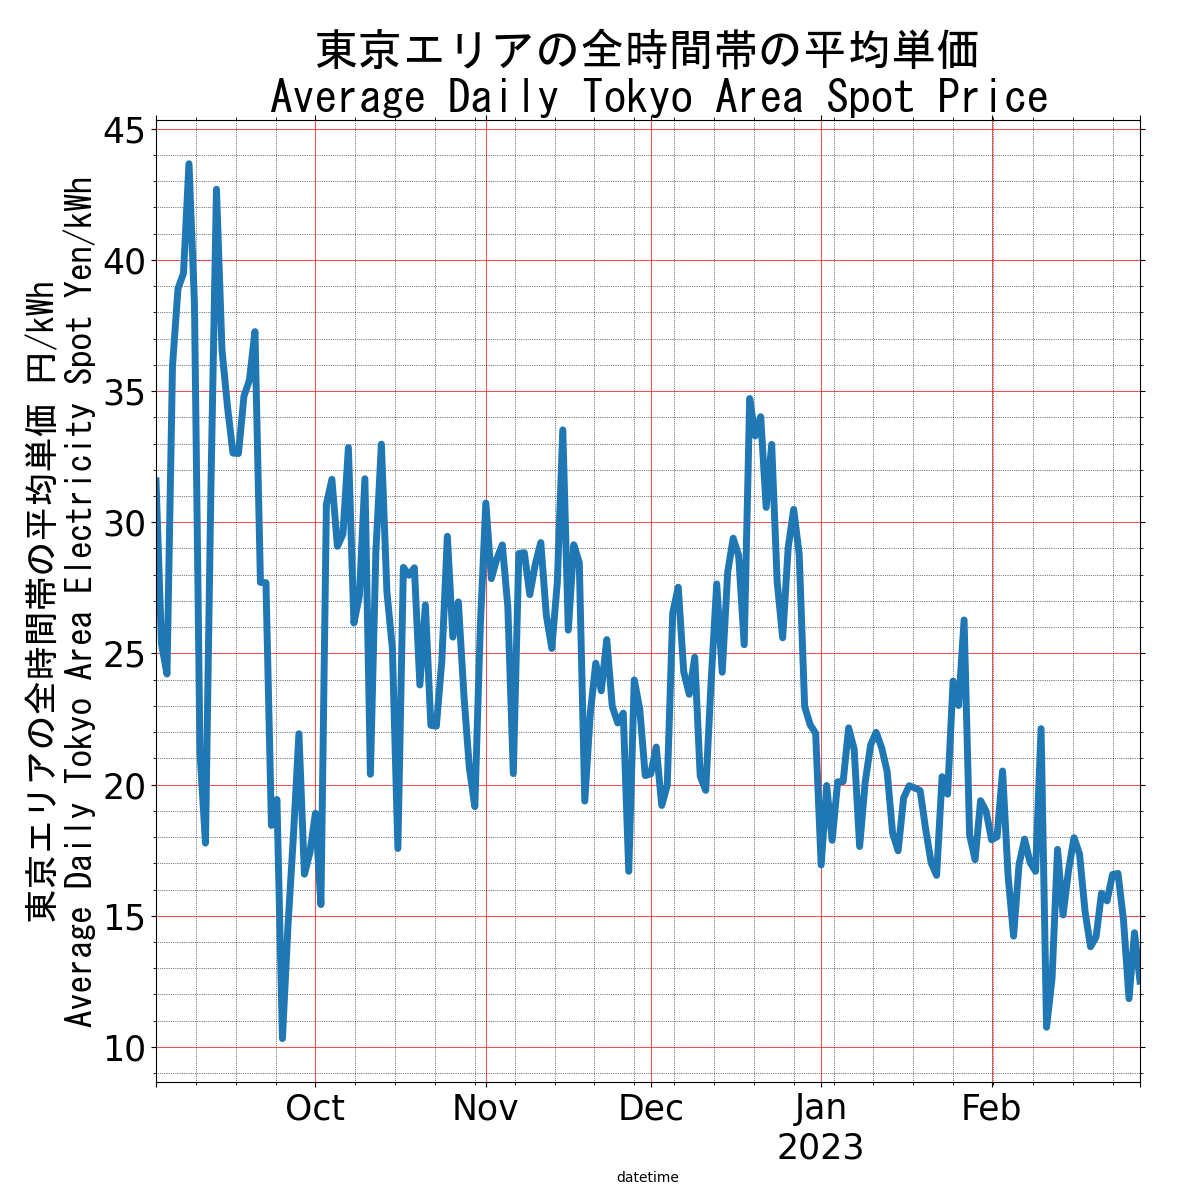 東京エリアの全時間帯の平均単価
Average Daily Tokyo Area Spot Price
東京エリアの全時間帯の平均単価 円/kWh
Average Daily Tokyo Area Electricity Spot Yen/kWh
45
40
35
30
25
20
15
10
Oct
Nov
Dec
Jan
2023
Feb
datetime